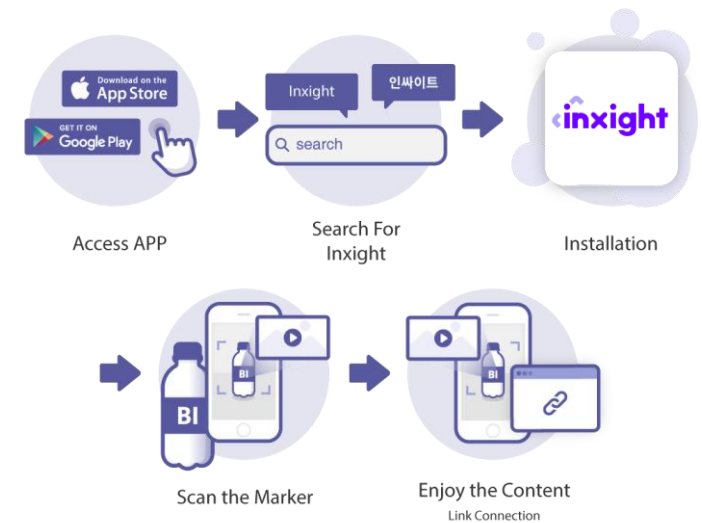 Download on the
App Store
GET IT ON
Google Play
Access APP
Inxight
인싸이트
search
Search For
Inxight
inxight
Installation
BI
BI
Scan the Marker
BI
Enjoy the Content
Link Connection